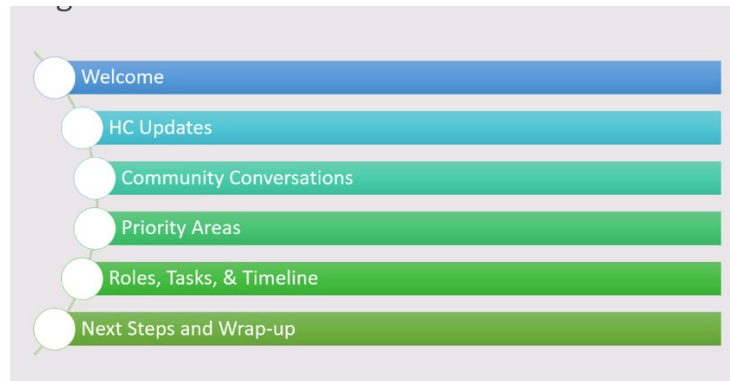 Welcome
HC Updates
Community Conversations
Priority Areas
Roles, Tasks, & Timeline
Next Steps and Wrap-up